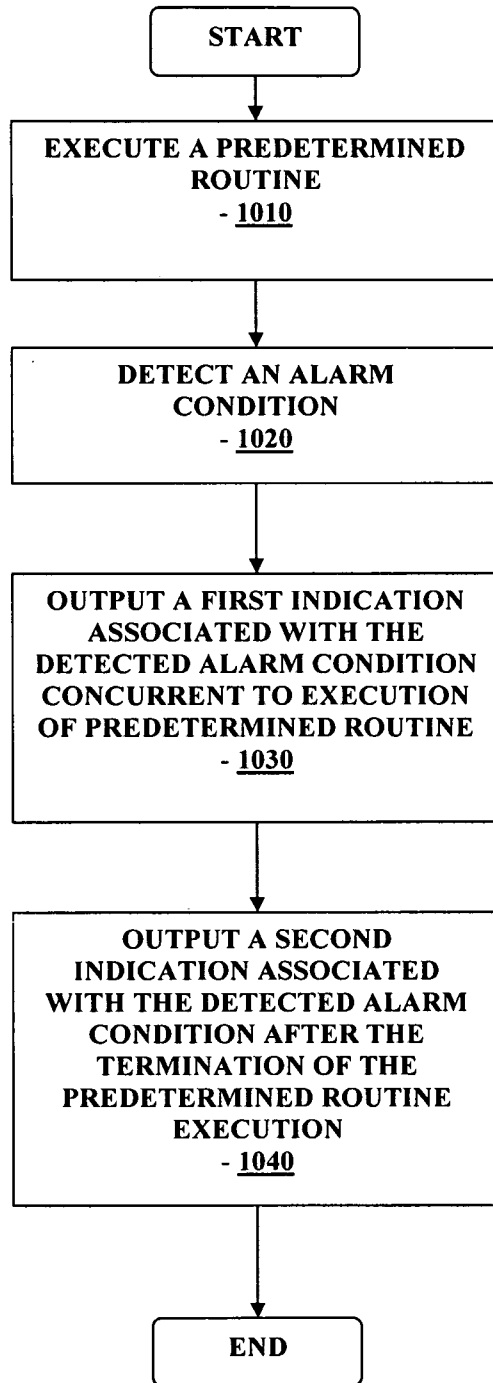 START
EXECUTE A PREDETERMINED
ROUTINE
- 1010
DETECT AN ALARM
CONDITION
- 1020
OUTPUT A FIRST INDICATION
ASSOCIATED WITH THE
DETECTED ALARM CONDITION
CONCURRENT TO EXECUTION
OF PREDETERMINED ROUTINE
- 1030
OUTPUT A SECOND
INDICATION ASSOCIATED
WITH THE DETECTED ALARM
CONDITION AFTER THE
TERMINATION OF THE
PREDETERMINED ROUTINE
EXECUTION
- 1040
END